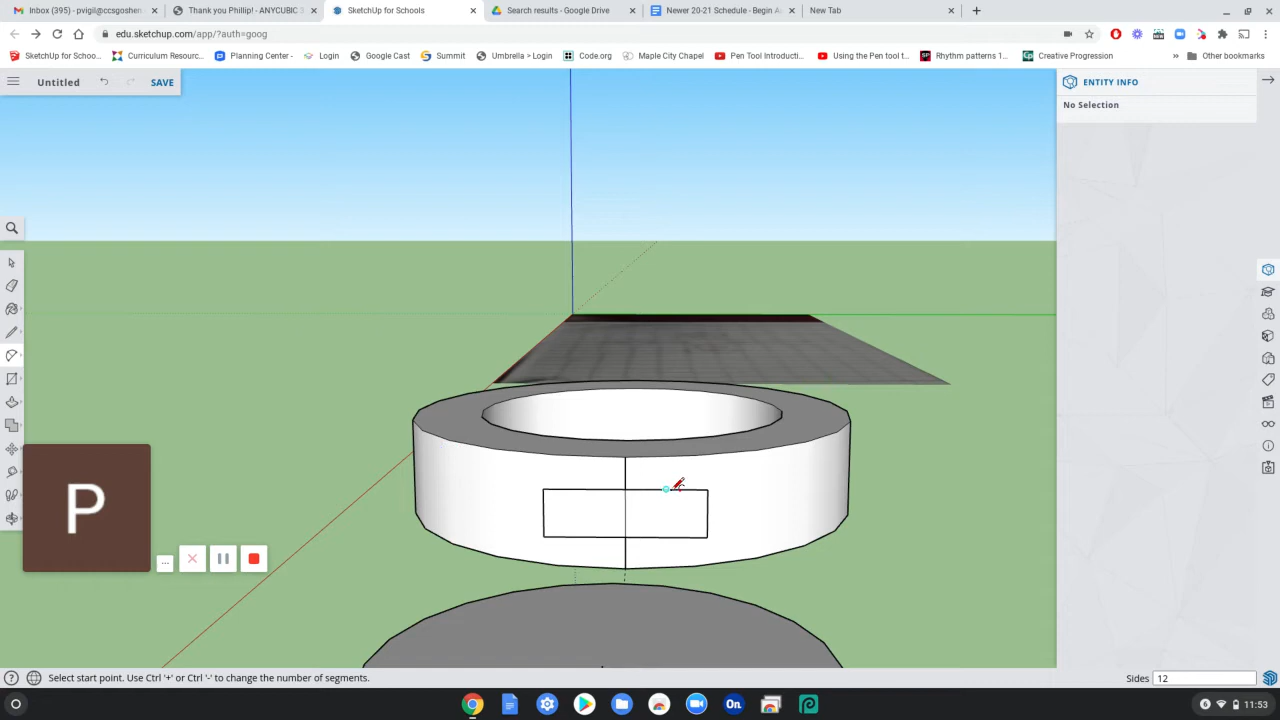 Inbox (395) - pvigil@ccsgoshen
Thank you Phillip! - ANYCUBIC 3
SketchUp for Schools
Search results - Google Drive
Newer 20-21 Schedule - Begin A
New Tab
edu.sketchup.com/app/?auth=goog
SketchUp for Schoo...
Curriculum Resourc...
Planning Center -
Login
Google Cast
Summit
Umbrella > Login
Code.org
Maple City Chapel
Pen Tool Introducti...
Using the Pen tool t...
Rhythm patterns 1...
Creative Progression
»
Other bookmarks
Untitled
SAVE
ENTITY INFO
No Selection
P
...
Select start point. Use Ctrl '+' or Ctrl '-' to change the number of segments.
Sides
12
On
6
11:53